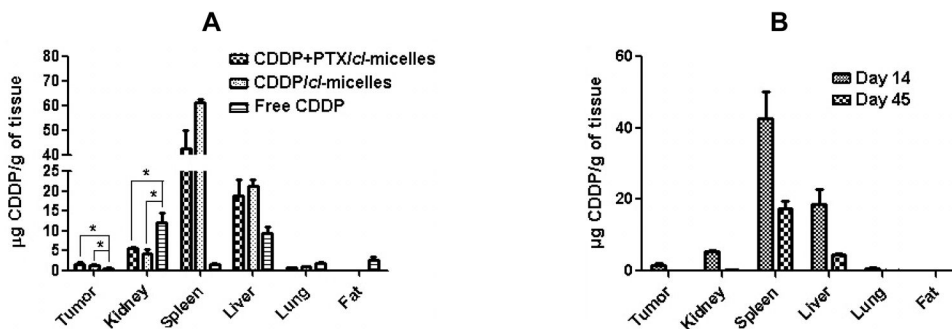 A
CDDP+PTX/cl-micelles
CDDP/cl-micelles
Free CDDP
µg CDDP/g of tissue
80
70
60
50
40
25
20
15
10
5
0
*
*
*
*
Tumor
Kidney
Spleen
Liver
Lung
Fat
B
Day 14
Day 45
µg CDDP/g of tissue
60
40
20
0
Tumor
Kidney
Spleen
Liver
Lung
Fat